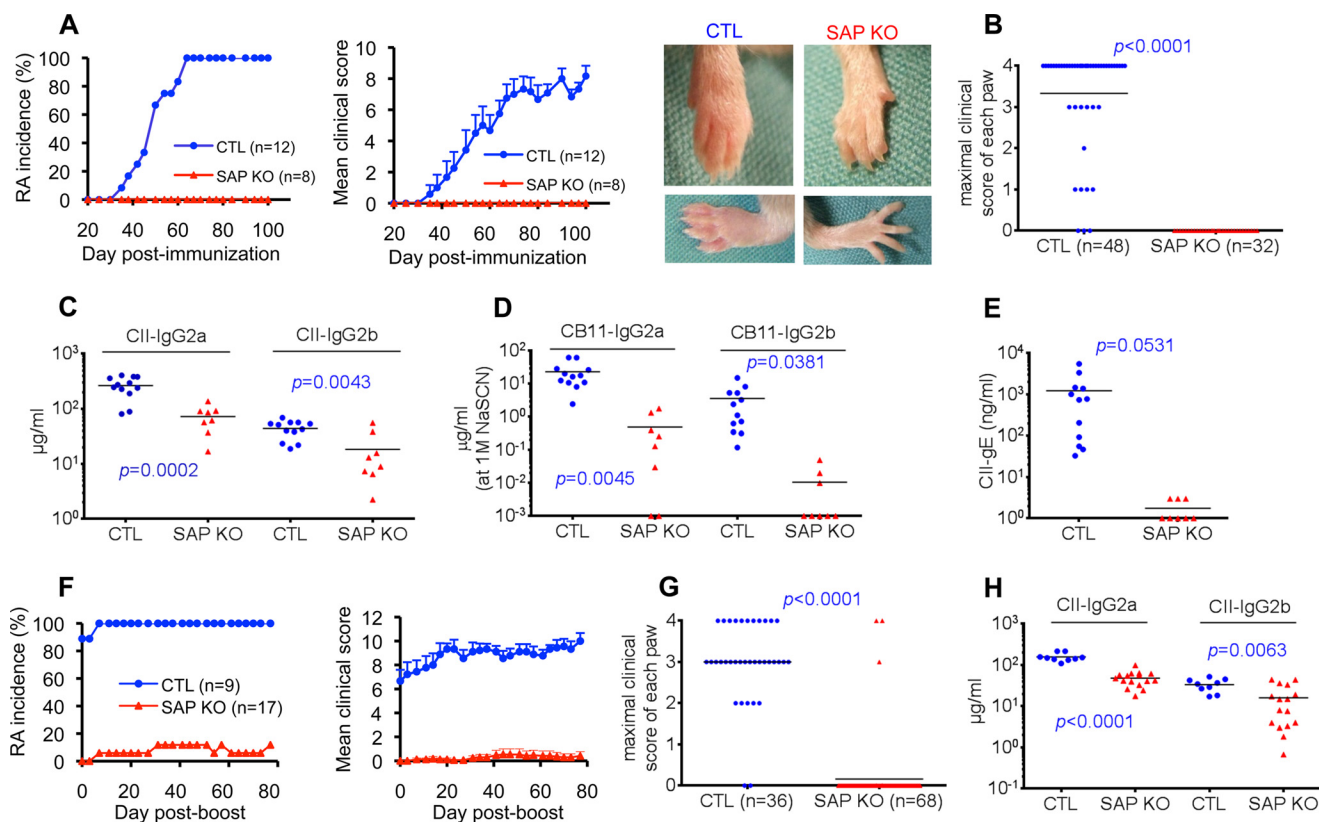 A
RA incidence (%)
100
80
60
40
20
0
CTL (n=12)
SAP KO (n=8)
20 40 60 80 100
Day post-immunization
Mean clinical score
10
8
6
4
2
0
CTL (n=12)
SAP KO (n=8)
20 40 60 80 100
Day post-immunization
CTL
SAP KO
B
p<0.0001
maximal clinical
score of each paw
4
3
2
1
0
CTL (n=48)
SAP KO (n=32)
C
CII-IgG2a
CII-IgG2b
µg/ml
10³
10²
10¹
10⁰
p=0.0043
p=0.0002
CTL
SAP KO
CTL
SAP KO
D
CB11-IgG2a
CB11-IgG2b
µg/ml
(at 1M NaSCN)
10²
10¹
10⁰
10⁻¹
10⁻²
10⁻³
p=0.0381
p=0.0045
CTL
SAP KO
CTL
SAP KO
E
CII-gE (ng/ml)
10⁴
10³
10²
10¹
10⁰
p=0.0531
CTL
SAP KO
F
RA incidence (%)
100
80
60
40
20
0
CTL (n=9)
SAP KO (n=17)
0 20 40 60 80
Day post-boost
Mean clinical score
12
10
8
6
4
2
0
0 20 40 60 80
Day post-boost
G
p<0.0001
maximal clinical
score of each paw
4
3
2
1
0
CTL (n=36)
SAP KO (n=68)
H
CII-IgG2a
CII-IgG2b
µg/ml
10³
10²
10¹
10⁰
10⁻¹
p=0.0063
p<0.0001
CTL
SAP KO
CTL
SAP KO